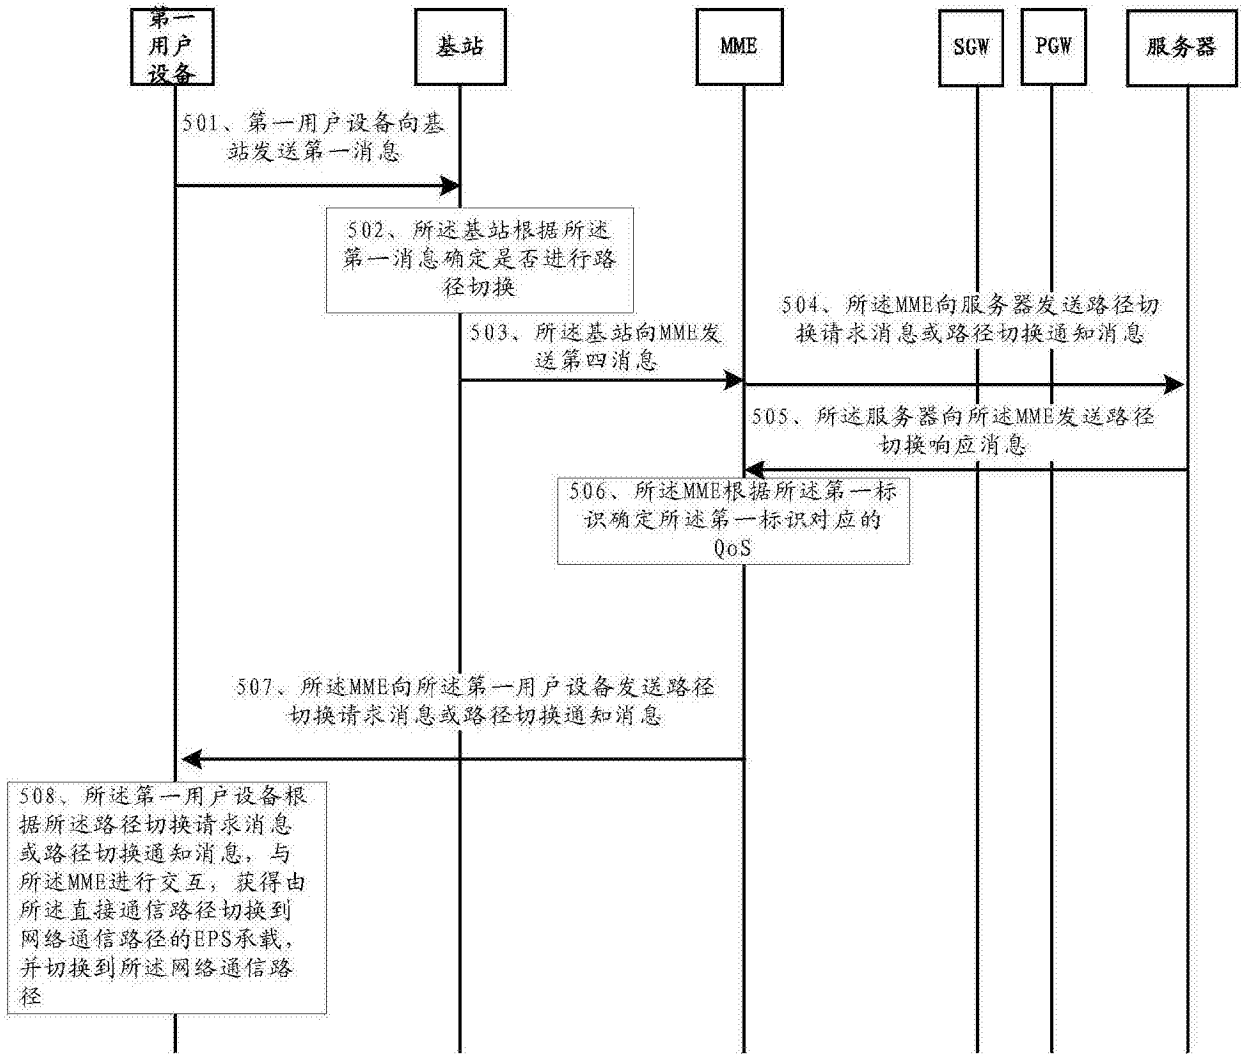 第一
用户
设备
基站
MME
SGW
PGW
服务器
501、第一用户设备向基
站发送第一消息
502、所述基站根据所述
第一消息确定是否进行路
径切换
503、所述基站向MME发
送第四消息
504、所述MME向服务器发送路径切
换请求消息或路径切换通知消息
505、所述服务器向所述MME发送路径
切换响应消息
506、所述MME根据所述第一标
识确定所述第一标识对应的
QoS
507、所述MME向所述第一用户设备发送路径
切换请求消息或路径切换通知消息
508、所述第一用户设备根
据所述路径切换请求消息
或路径切换通知消息，与
所述MME进行交互，获得由
所述直接通信路径切换到
网络通信路径的EPS承载，
并切换到所述网络通信路
径